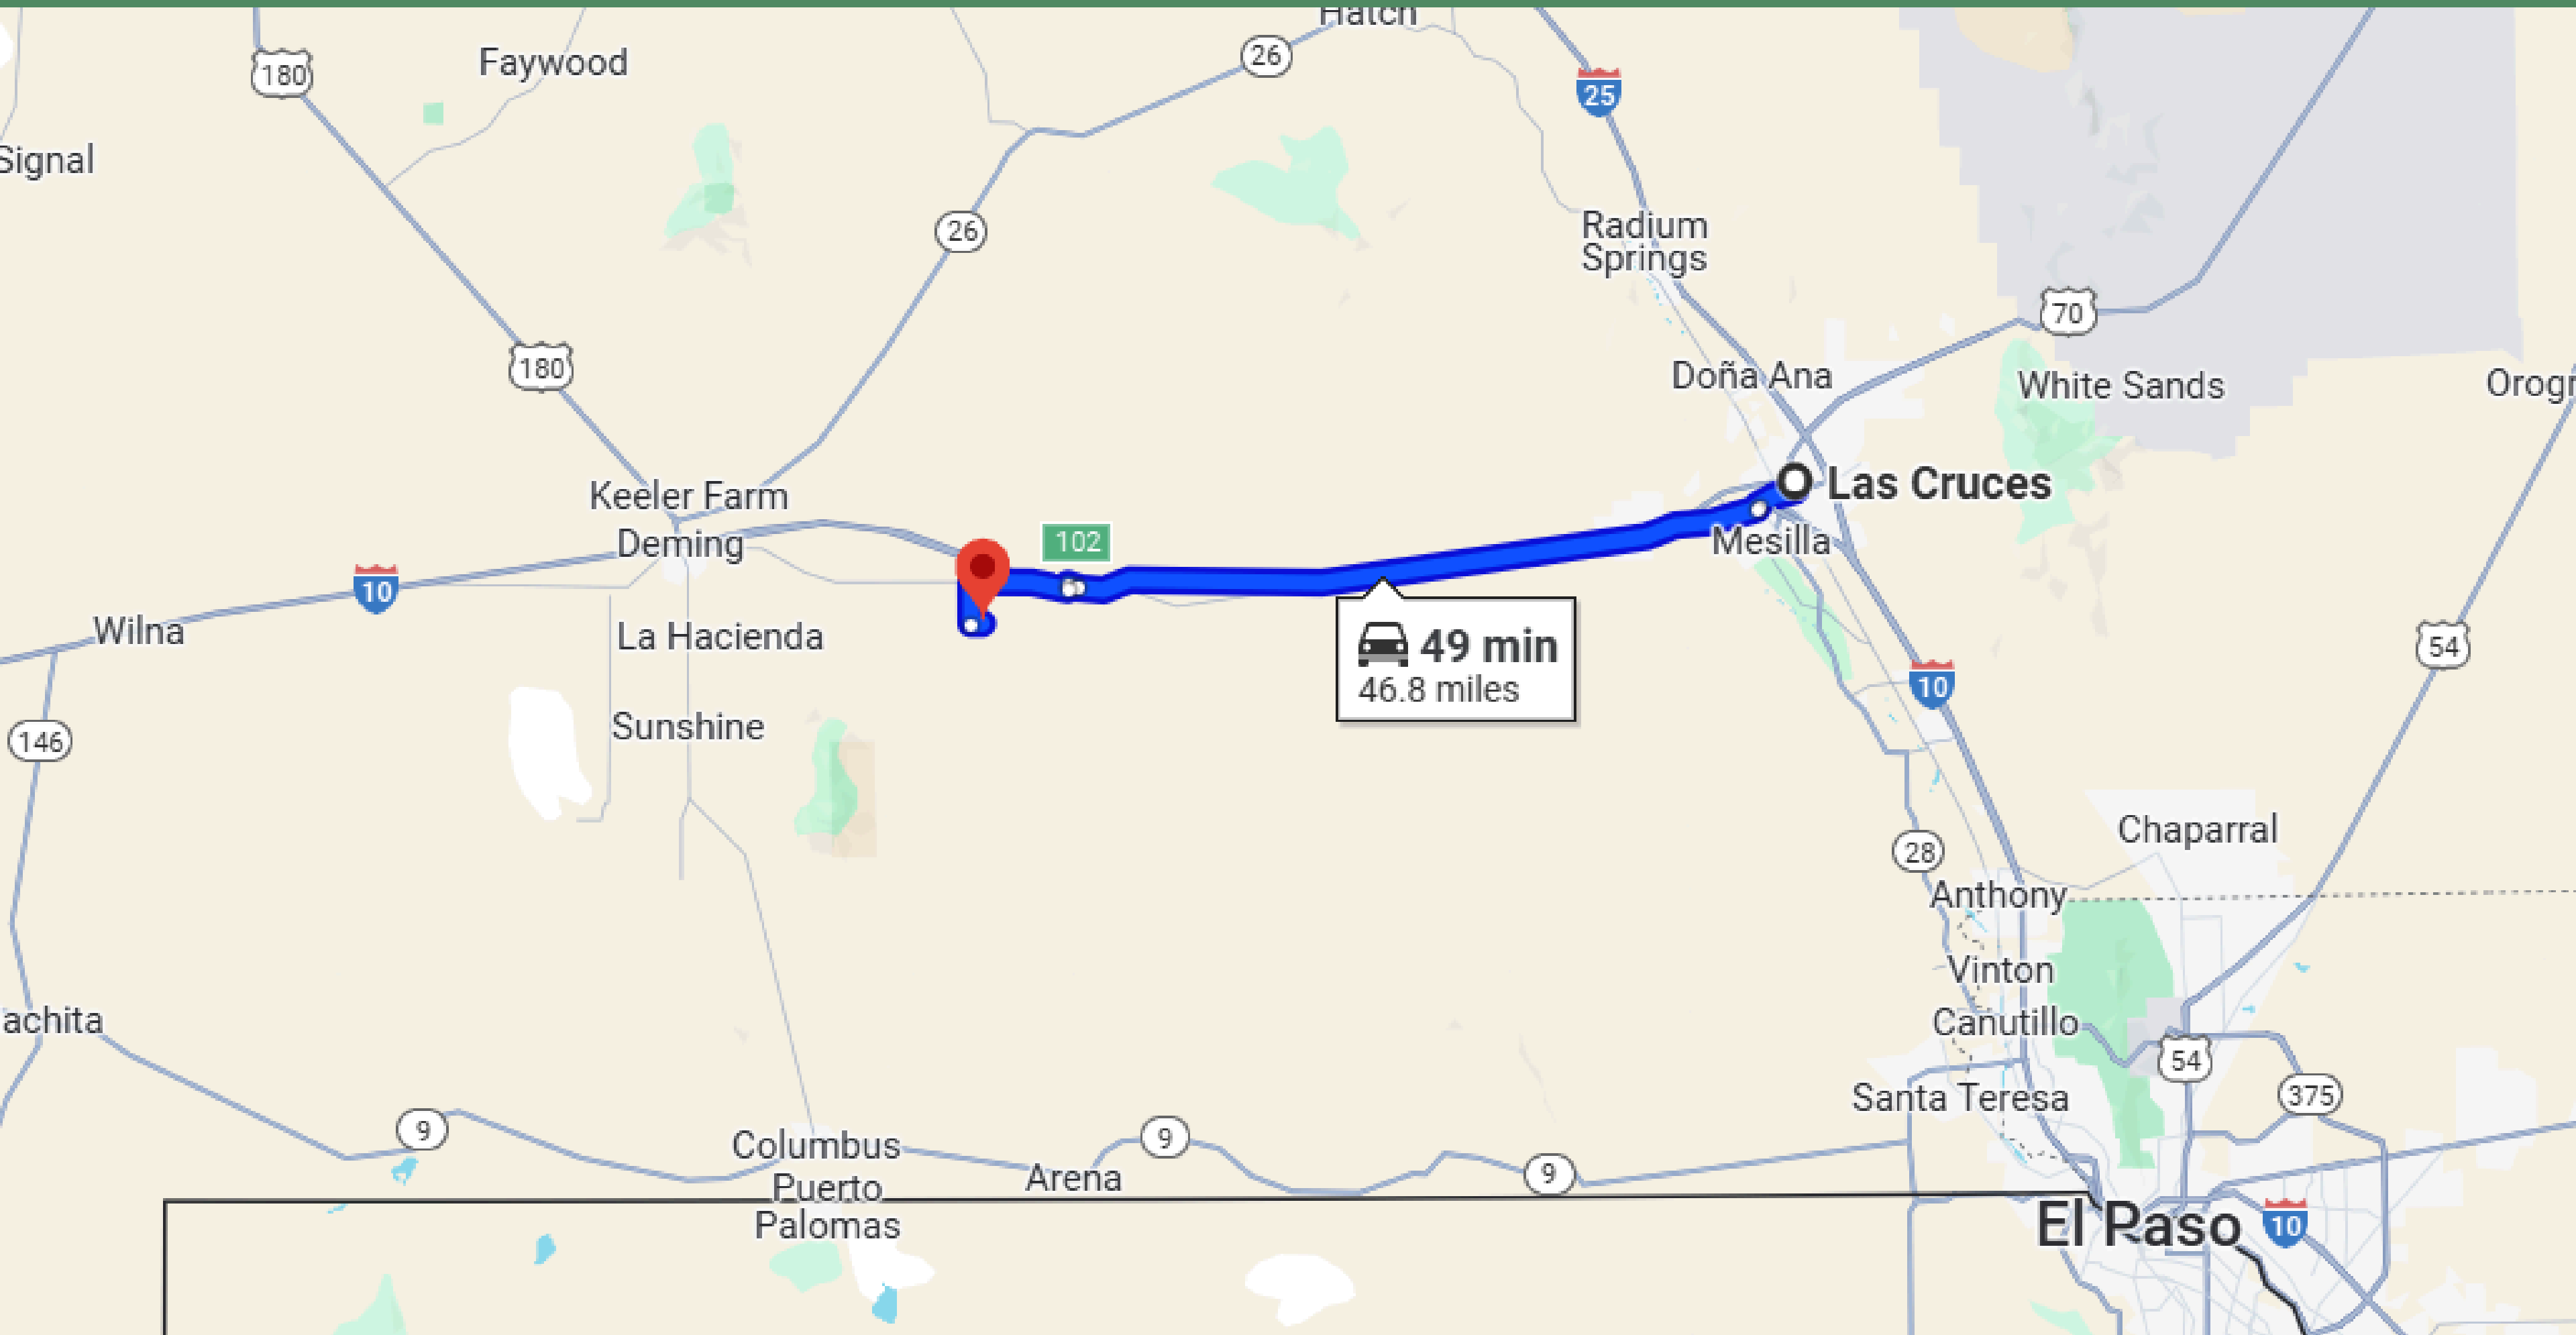 Hatch
Faywood
26
180
25
Signal
26
Radium
Springs
70
180
Doña Ana
White Sands
Orogr
Keeler Farm
Las Cruces
Deming
102
Mesilla
10
Wilna
La Hacienda
49 min
46.8 miles
54
10
146
Sunshine
Chaparral
28
Anthony
Vinton
achita
Canutillo
54
Santa Teresa
375
9
Columbus
9
9
Arena
Puerto
Palomas
El Paso
10